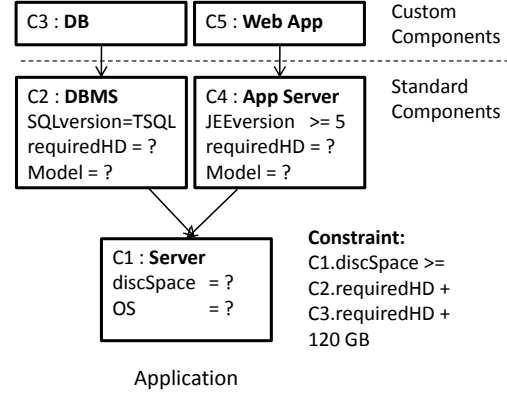 C3 : DB
C5 : Web App
Custom
Components
C2 : DBMS
SQLversion=TSQL
requiredHD = ?
Model = ?
C4 : App Server
JEEversion >= 5
requiredHD = ?
Model = ?
Standard
Components
C1 : Server
discSpace = ?
OS = ?
Constraint:
C1.discSpace >=
C2.requiredHD +
C3.requiredHD +
120 GB
Application